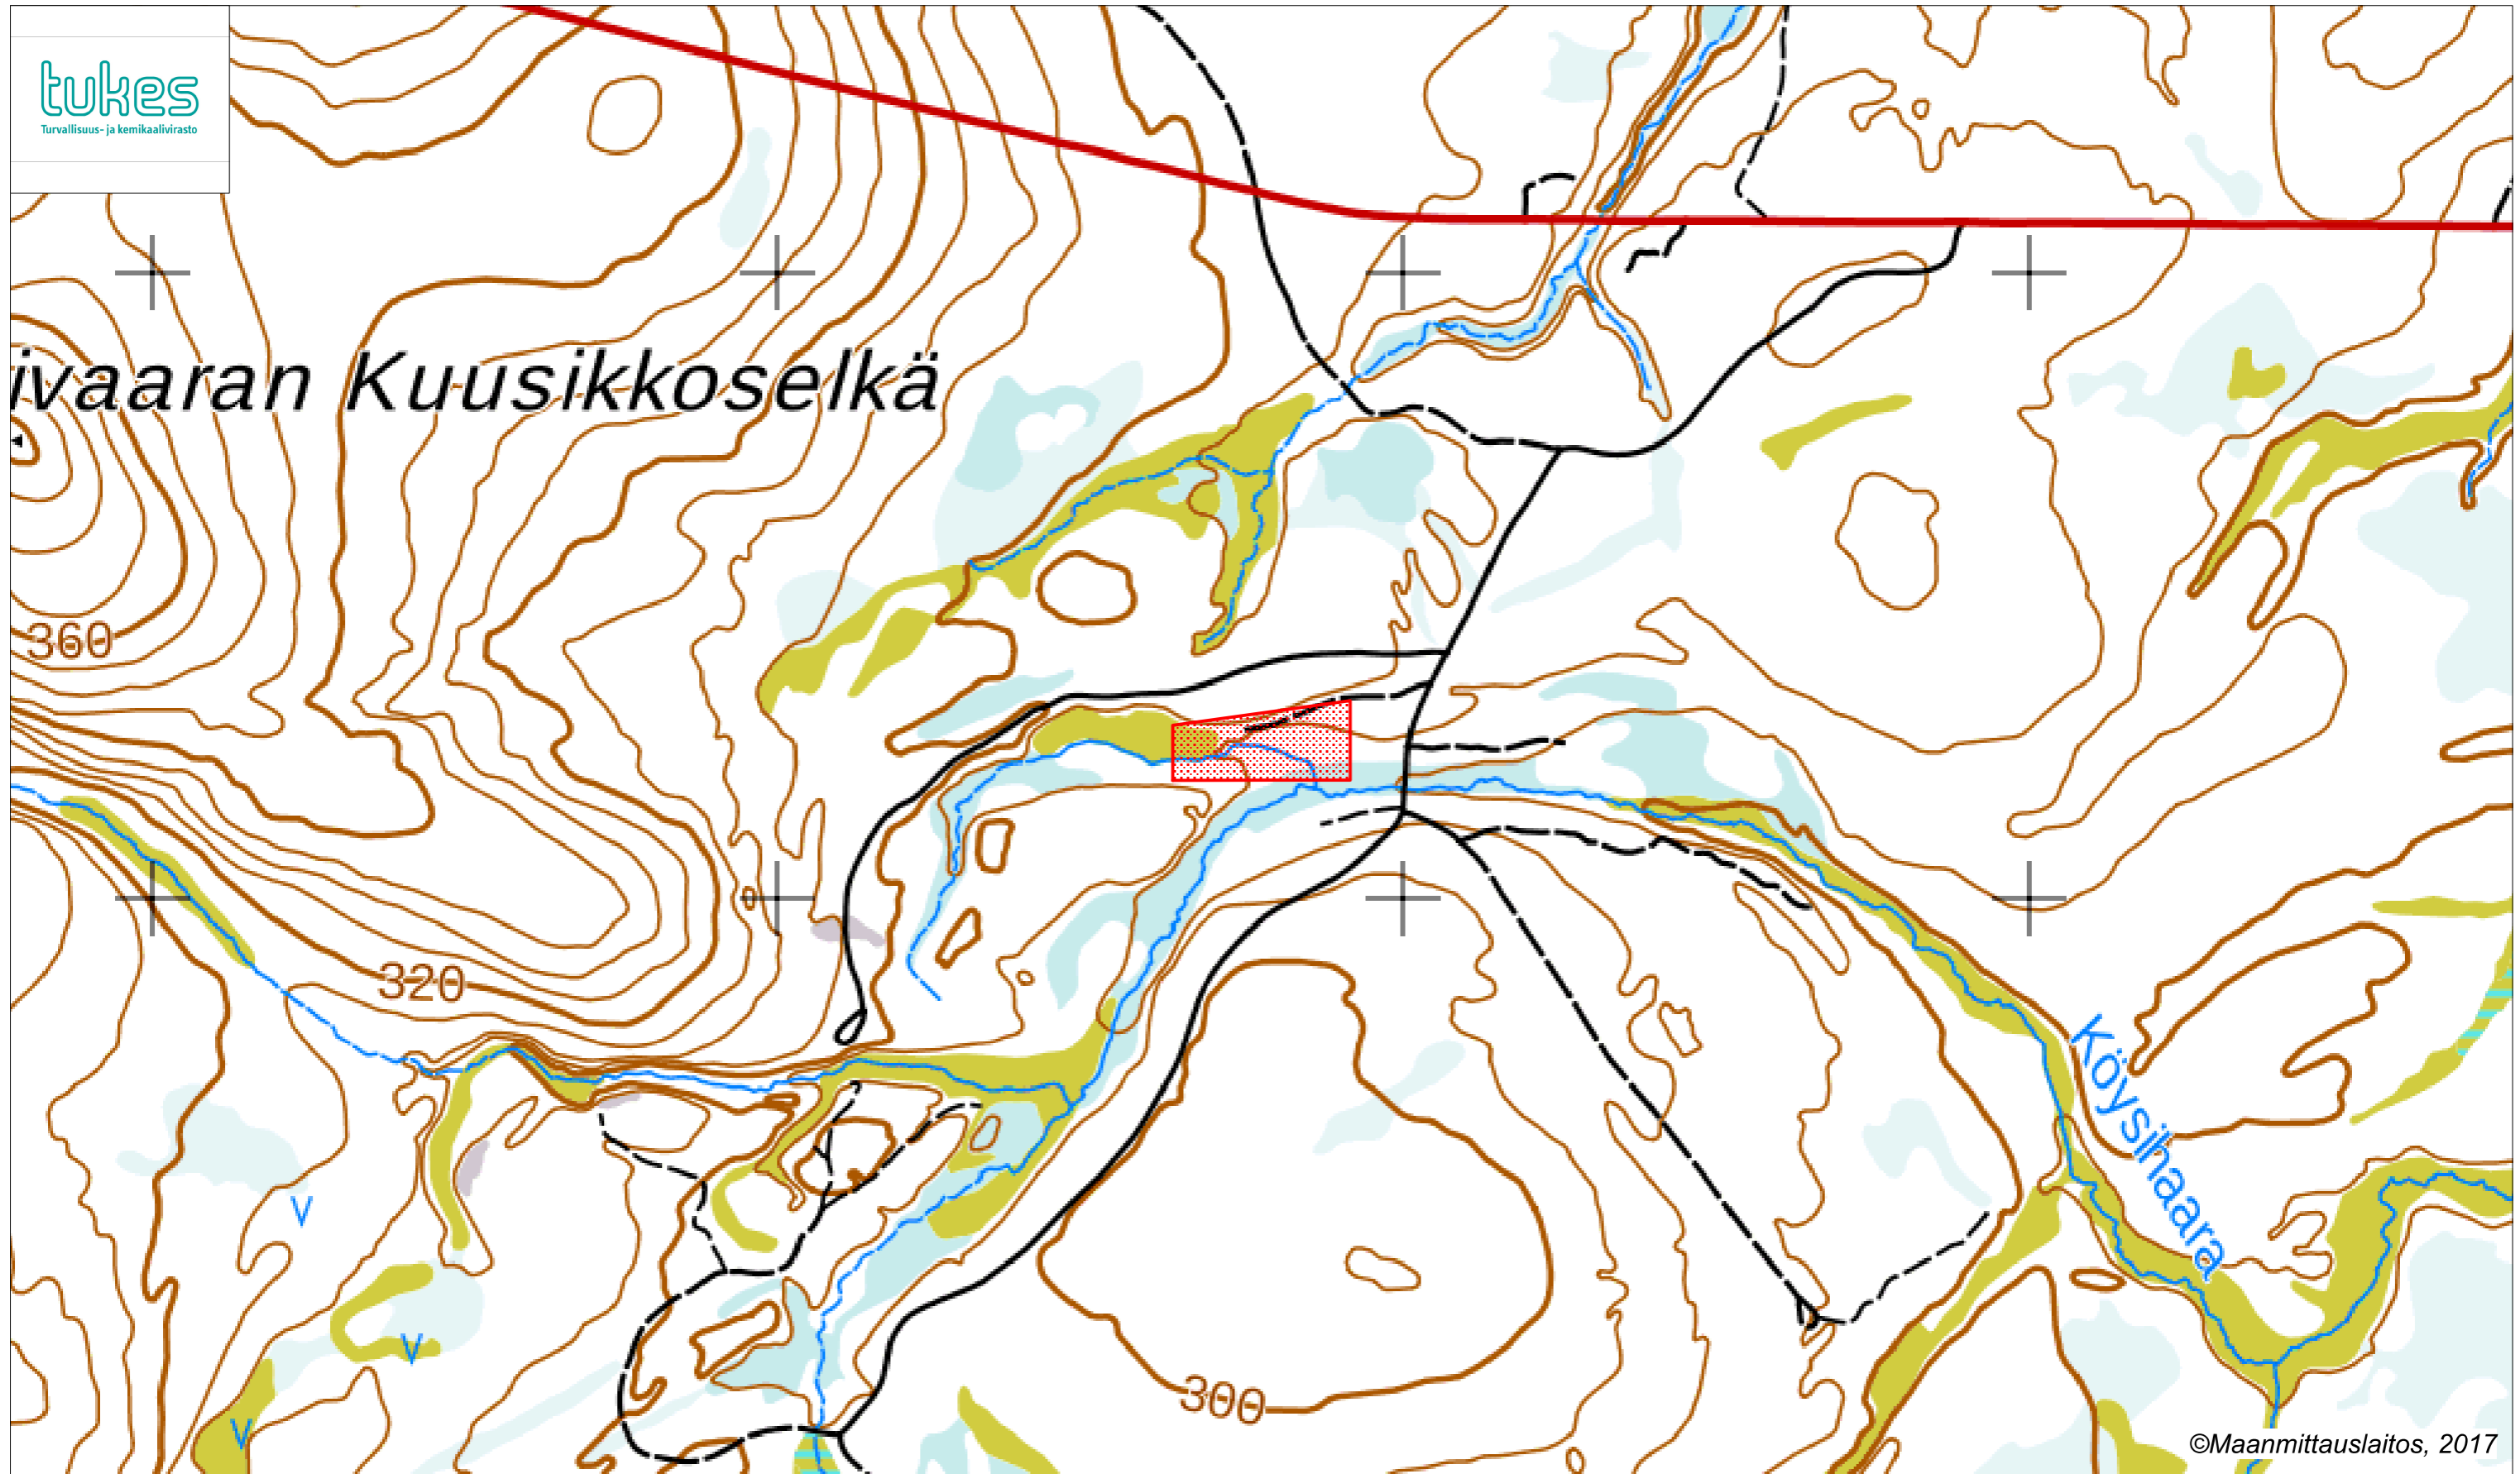 tukes
Turvallisuus- ja kemikaalivirasto
ivaaran Kuusikkoselkä
360
320
Köysihaara
V
V
V
300
©Maanmittauslaitos, 2017